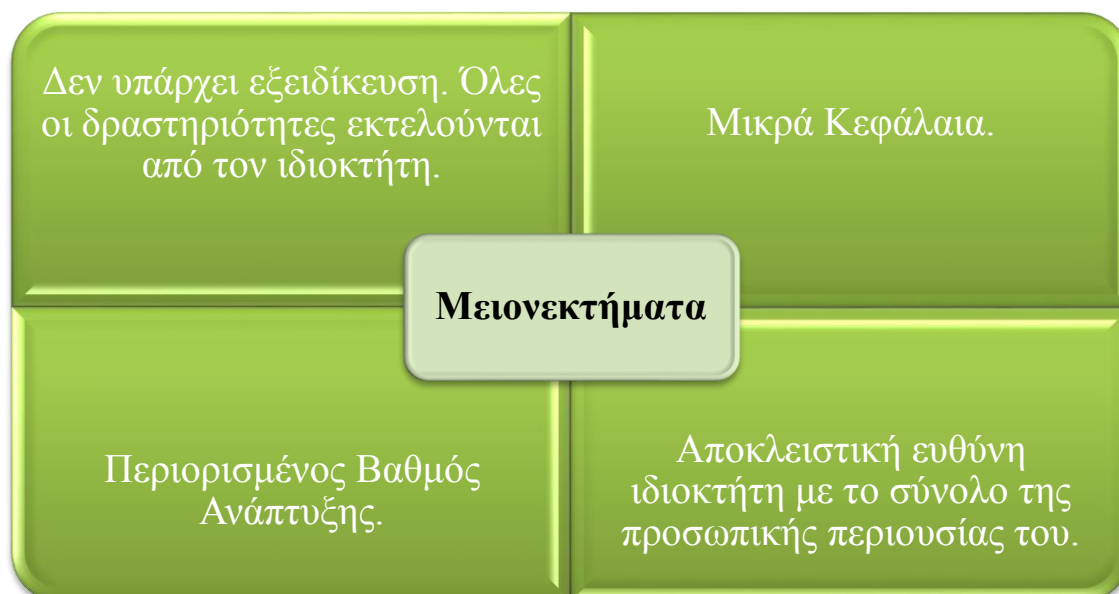 Δεν υπάρχει εξειδίκευση. Όλες
οι δραστηριότητες εκτελούνται
από τον ιδιοκτήτη.
Μικρά Κεφάλαια.
Μειονεκτήματα
Περιορισμένος Βαθμός
Ανάπτυξης.
Αποκλειστική ευθύνη
ιδιοκτήτη με το σύνολο της
προσωπικής περιουσίας του.